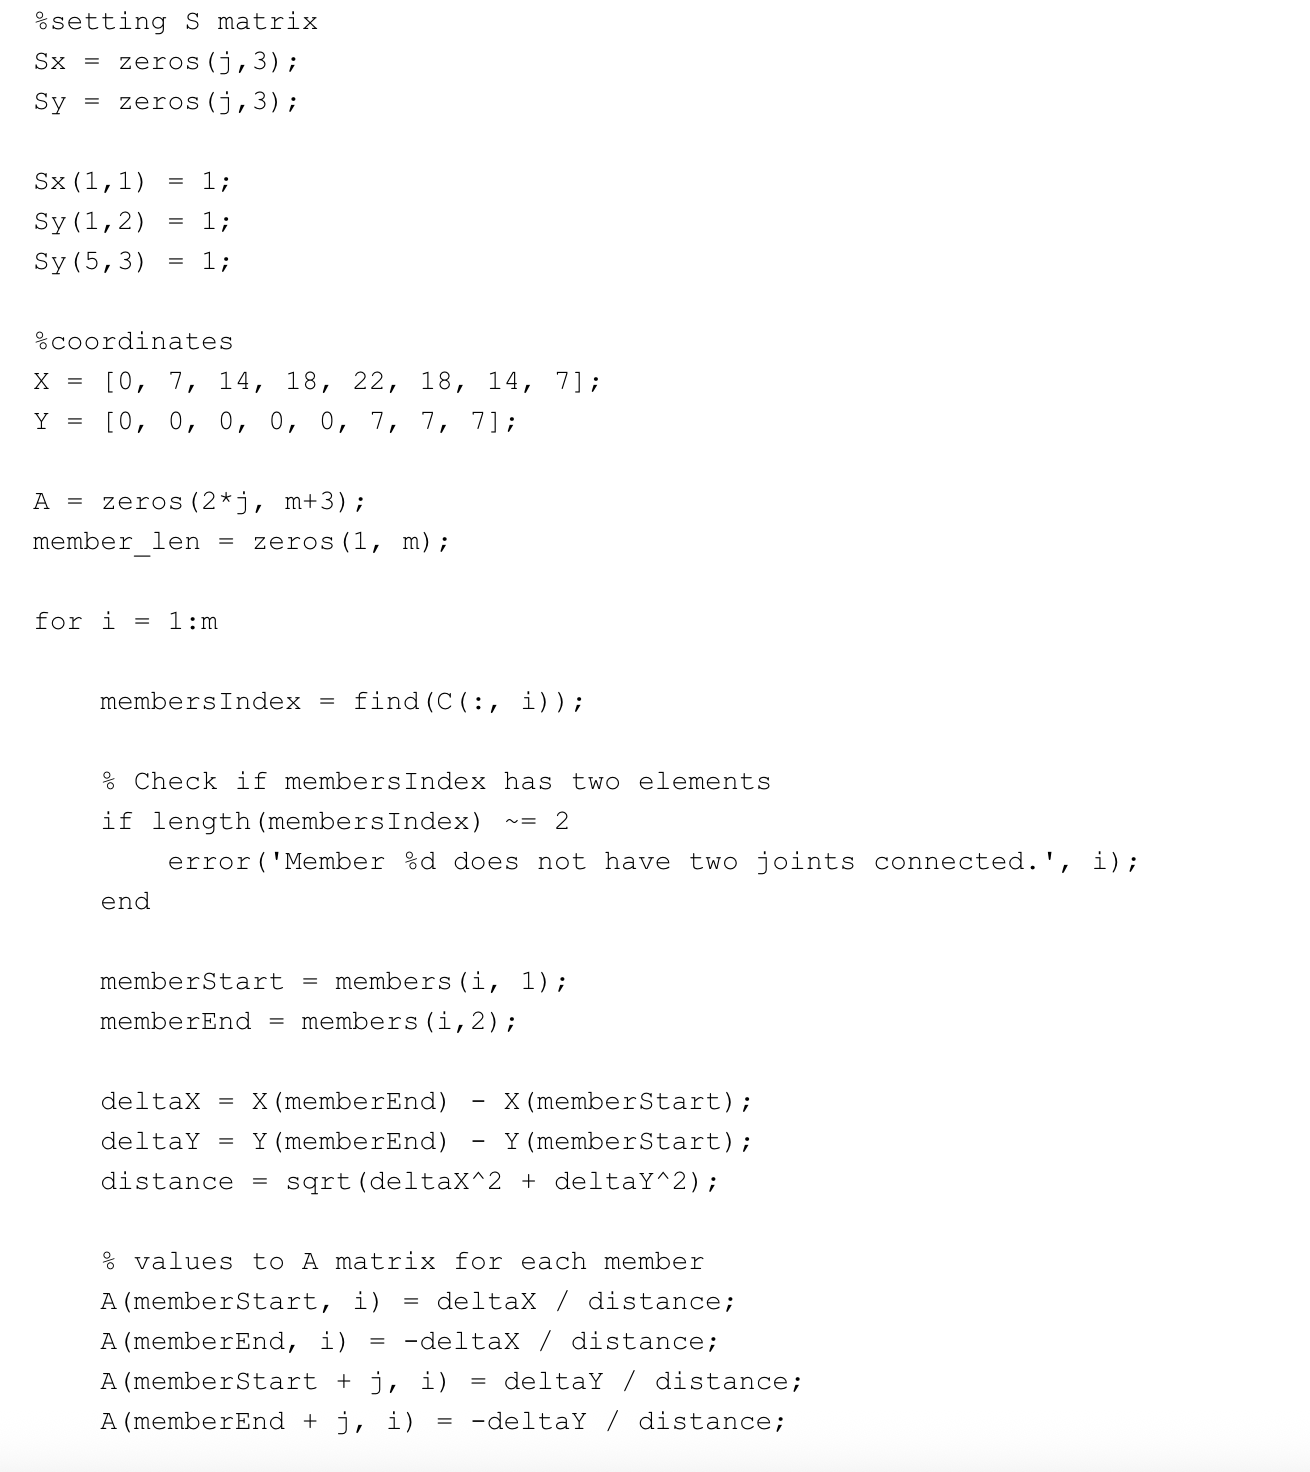 %setting S matrix
Sx = zeros(j,3);
Sy = zeros(j,3);
Sx(1,1) = 1;
Sy(1,2) = 1;
Sy(5,3) = 1;
%coordinates
X = [0, 7, 14, 18, 22, 18, 14, 7];
Y = [0, 0, 0, 0, 0, 7, 7, 7];
A = zeros(2*j, m+3);
member_len = zeros(1, m);
for i = 1:m
    membersIndex = find(C(:, i));
    % Check if membersIndex has two elements
    if length(membersIndex) ~= 2
        error('Member %d does not have two joints connected.', i);
    end
    memberStart = members(i, 1);
    memberEnd = members(i,2);
    deltaX = X(memberEnd) - X(memberStart);
    deltaY = Y(memberEnd) - Y(memberStart);
    distance = sqrt(deltaX^2 + deltaY^2);
    % values to A matrix for each member
    A(memberStart, i) = deltaX / distance;
    A(memberEnd, i) = -deltaX / distance;
    A(memberStart + j, i) = deltaY / distance;
    A(memberEnd + j, i) = -deltaY / distance;